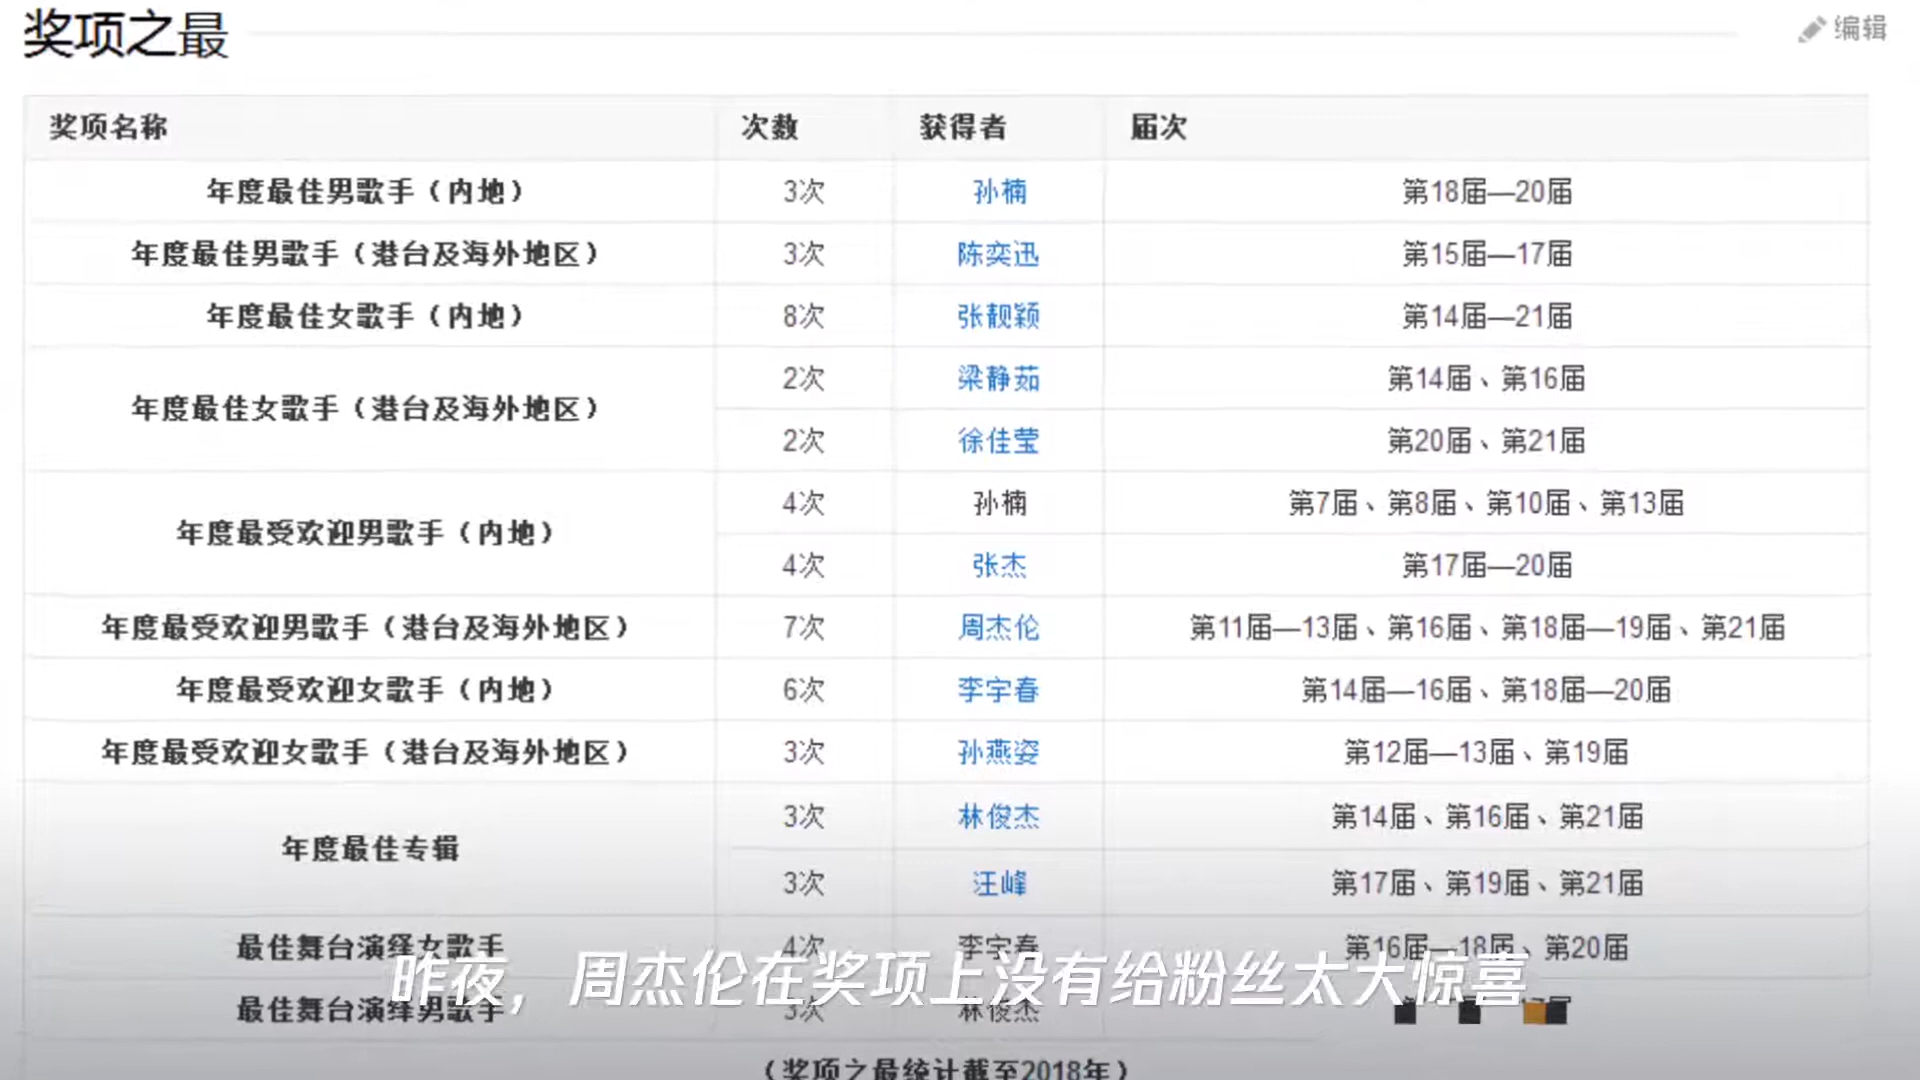 奖项之最
编辑
奖项名称 次数 获得者 届次
年度最佳男歌手（内地） 3次 孙楠 第18届—20届
年度最佳男歌手（港台及海外地区） 3次 陈奕迅 第15届—17届
年度最佳女歌手（内地） 8次 张靓颖 第14届—21届
年度最佳女歌手（港台及海外地区） 2次 梁静茹 第14届、第16届
2次 徐佳莹 第20届、第21届
年度最受欢迎男歌手（内地） 4次 孙楠 第7届、第8届、第10届、第13届
4次 张杰 第17届—20届
年度最受欢迎男歌手（港台及海外地区） 7次 周杰伦 第11届—13届、第16届、第18届—19届、第21届
年度最受欢迎女歌手（内地） 6次 李宇春 第14届—16届、第18届—20届
年度最受欢迎女歌手（港台及海外地区） 3次 孙燕姿 第12届—13届、第19届
年度最佳专辑 3次 林俊杰 第14届、第16届、第21届
3次 汪峰 第17届、第19届、第21届
最佳舞台演绎女歌手 4次 李宇春 第16届—18届、第20届
昨夜，周杰伦在奖项上没有给粉丝太大惊喜
最佳舞台演绎男歌手 3次 林俊杰
（奖项之最统计截至2018年）